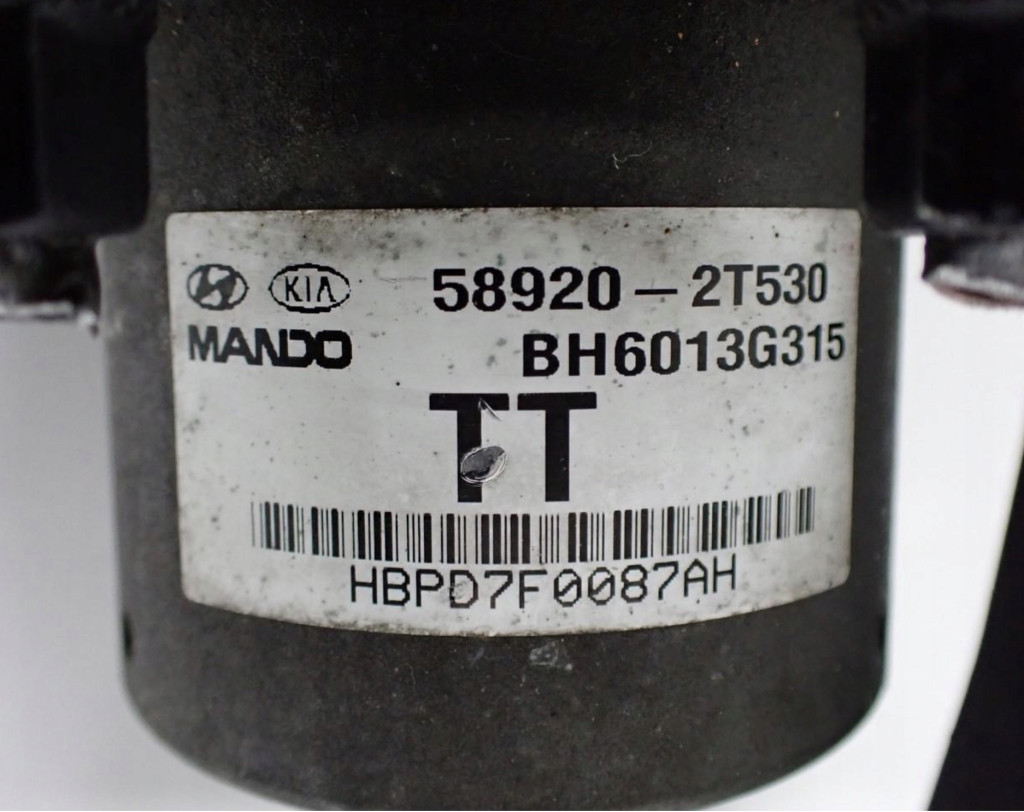 KIA 58920-2T530
MANDO BH6013G315
TT
HBPD7F0087AH